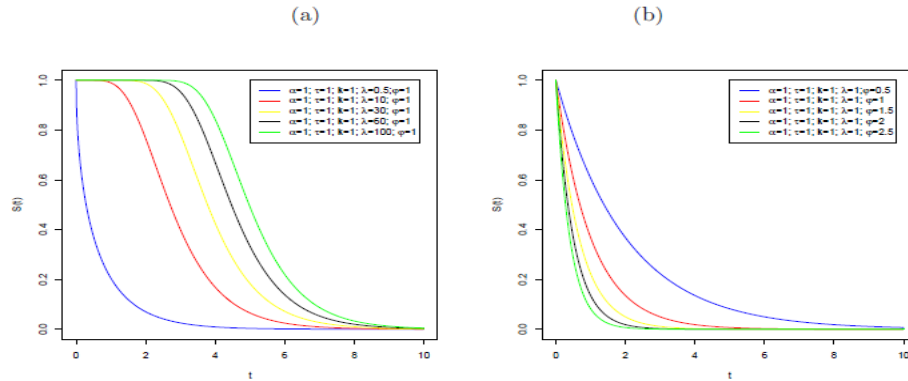 (a)
(b)
α=1; τ=1; k=1; λ=0.5;φ=1
α=1; τ=1; k=1; λ=10; φ=1
α=1; τ=1; k=1; λ=30; φ=1
α=1; τ=1; k=1; λ=60; φ=1
α=1; τ=1; k=1; λ=100; φ=1
S(t)
1.0
0.8
0.6
0.4
0.2
0.0
0 2 4 6 8 10
t
α=1; τ=1; k=1; λ=1;φ=0.5
α=1; τ=1; k=1; λ=1; φ=1
α=1; τ=1; k=1; λ=1; φ=1.5
α=1; τ=1; k=1; λ=1; φ=2
α=1; τ=1; k=1; λ=1; φ=2.5
S(t)
1.0
0.8
0.6
0.4
0.2
0.0
0 2 4 6 8 10
t